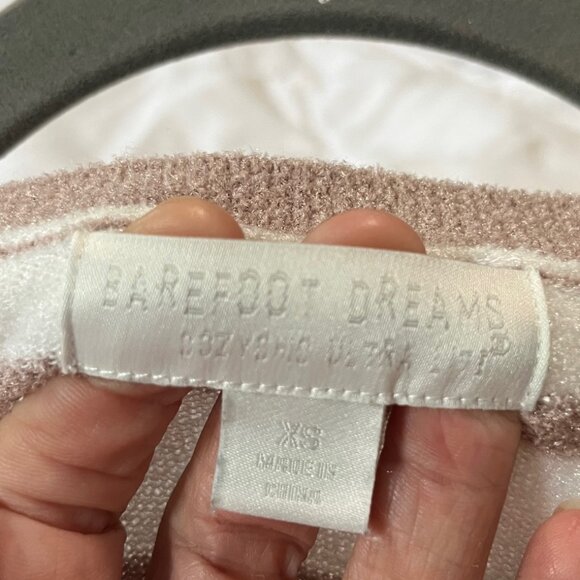 BAREFOOT DREAMS®
COZYCHIC ULTRA LITE
XS
MADE IN
CHINA